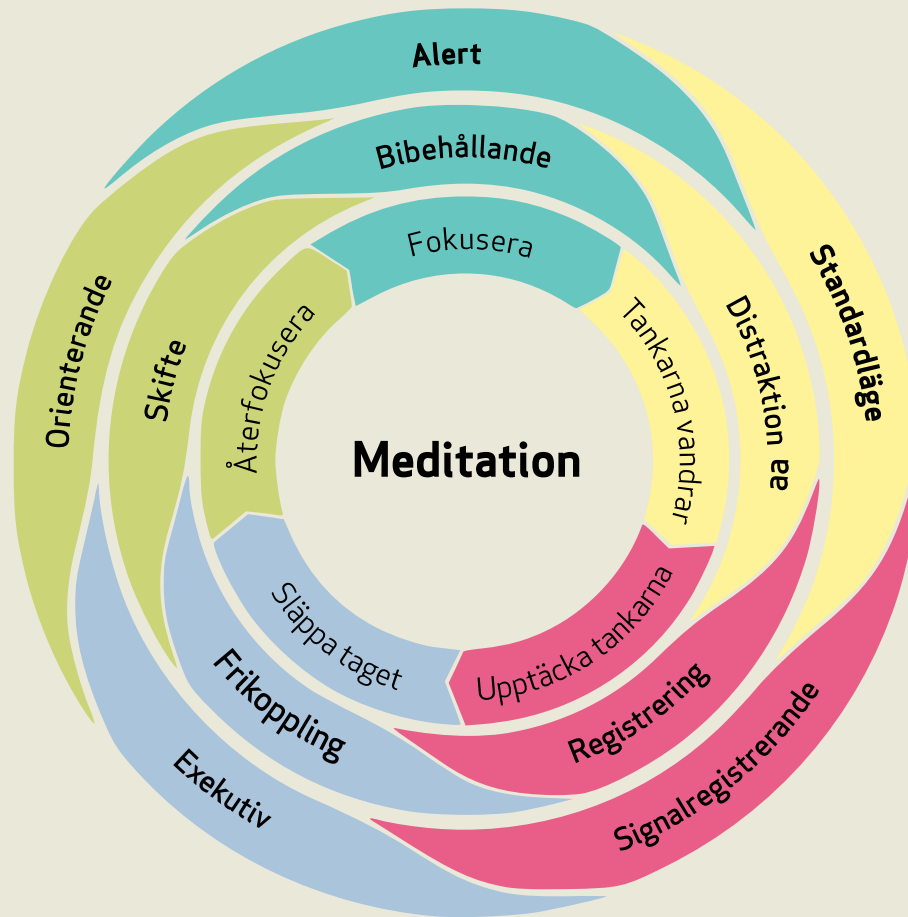 Alert
Bibehållande
Fokusera
Standardläge
Distraktion aa
Tankarna vandrar
Signalregistrerande
Registrering
Upptäcka tankarna
Exekutiv
Frikoppling
Släppa taget
Orienterande
Skifte
Återfokusera
Meditation